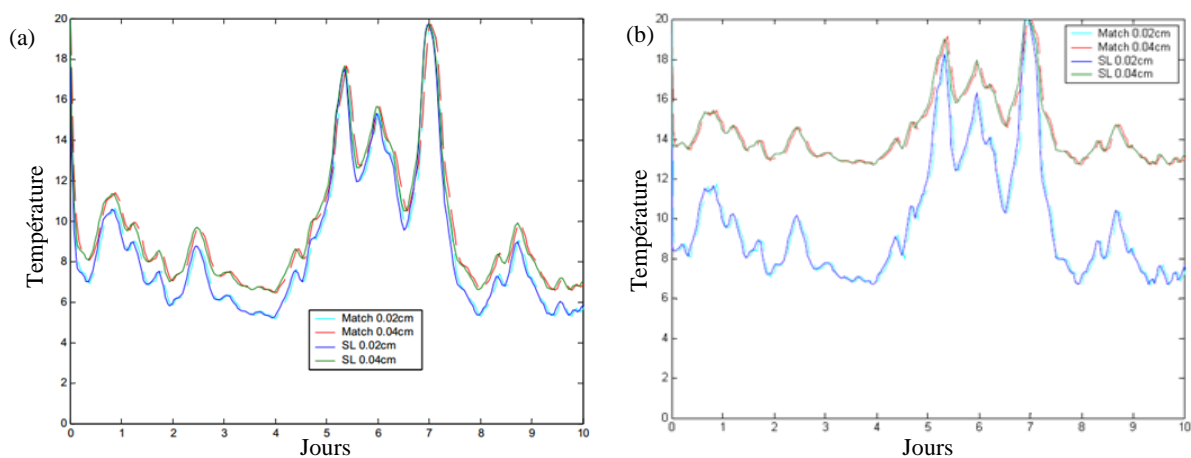 (a)
20
18
16
14
12
10
8
6
4
2
0
Température
Match 0.02cm
Match 0.04cm
SL 0.02cm
SL 0.04cm
0 1 2 3 4 5 6 7 8 9 10
Jours
(b)
20
18
16
14
12
10
8
6
4
2
0
Température
Match 0.02cm
Match 0.04cm
SL 0.02cm
SL 0.04cm
0 1 2 3 4 5 6 7 8 9 10
Jours